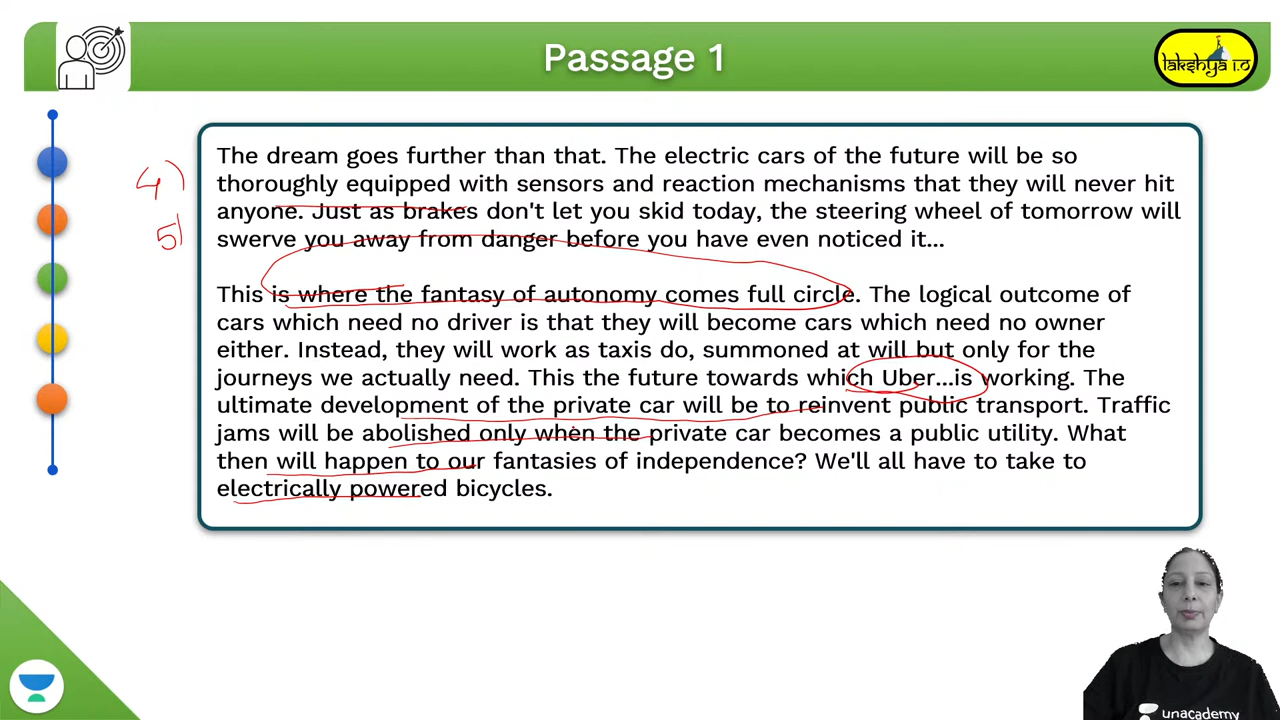 Passage 1
lakshya 1.0
4)
5)
The dream goes further than that. The electric cars of the future will be so
thoroughly equipped with sensors and reaction mechanisms that they will never hit
anyone. Just as brakes don't let you skid today, the steering wheel of tomorrow will
swerve you away from danger before you have even noticed it...
This is where the fantasy of autonomy comes full circle. The logical outcome of
cars which need no driver is that they will become cars which need no owner
either. Instead, they will work as taxis do, summoned at will but only for the
journeys we actually need. This the future towards which Uber...is working. The
ultimate development of the private car will be to reinvent public transport. Traffic
jams will be abolished only when the private car becomes a public utility. What
then will happen to our fantasies of independence? We'll all have to take to
electrically powered bicycles.
unacademy